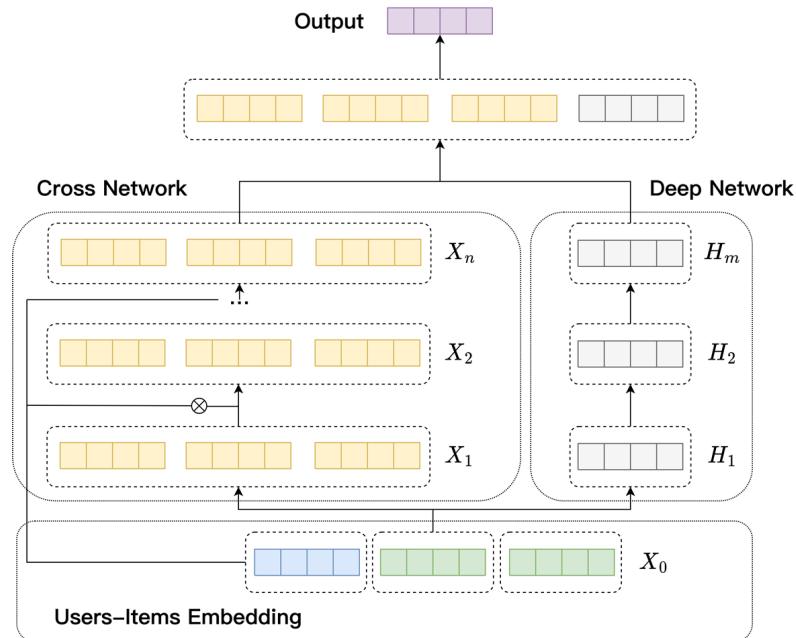 Output
Cross Network
Deep Network
X_n
H_m
...
X_2
H_2
X_1
H_1
X_0
Users-Items Embedding